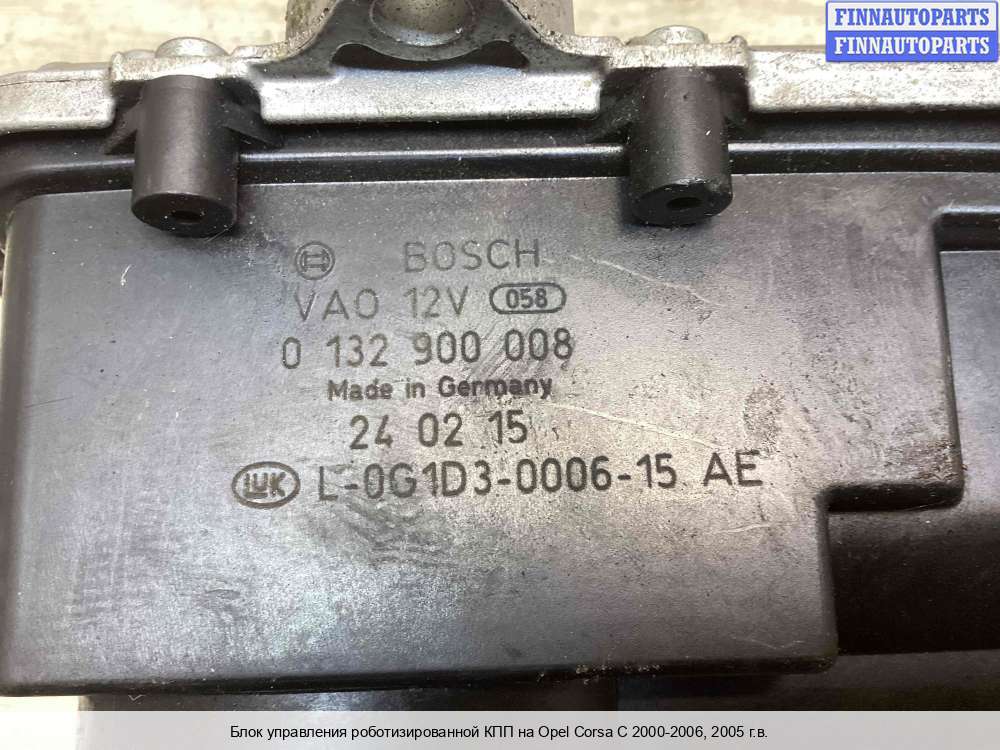 FINNAUTOPARTS
FINNAUTOPARTS
BOSCH
VA0 12V 058
0 132 900 008
Made in Germany
24 02 15
LuK L-0G1D3-0006-15 AE
Блок управления роботизированной КПП на Opel Corsa C 2000-2006, 2005 г.в.